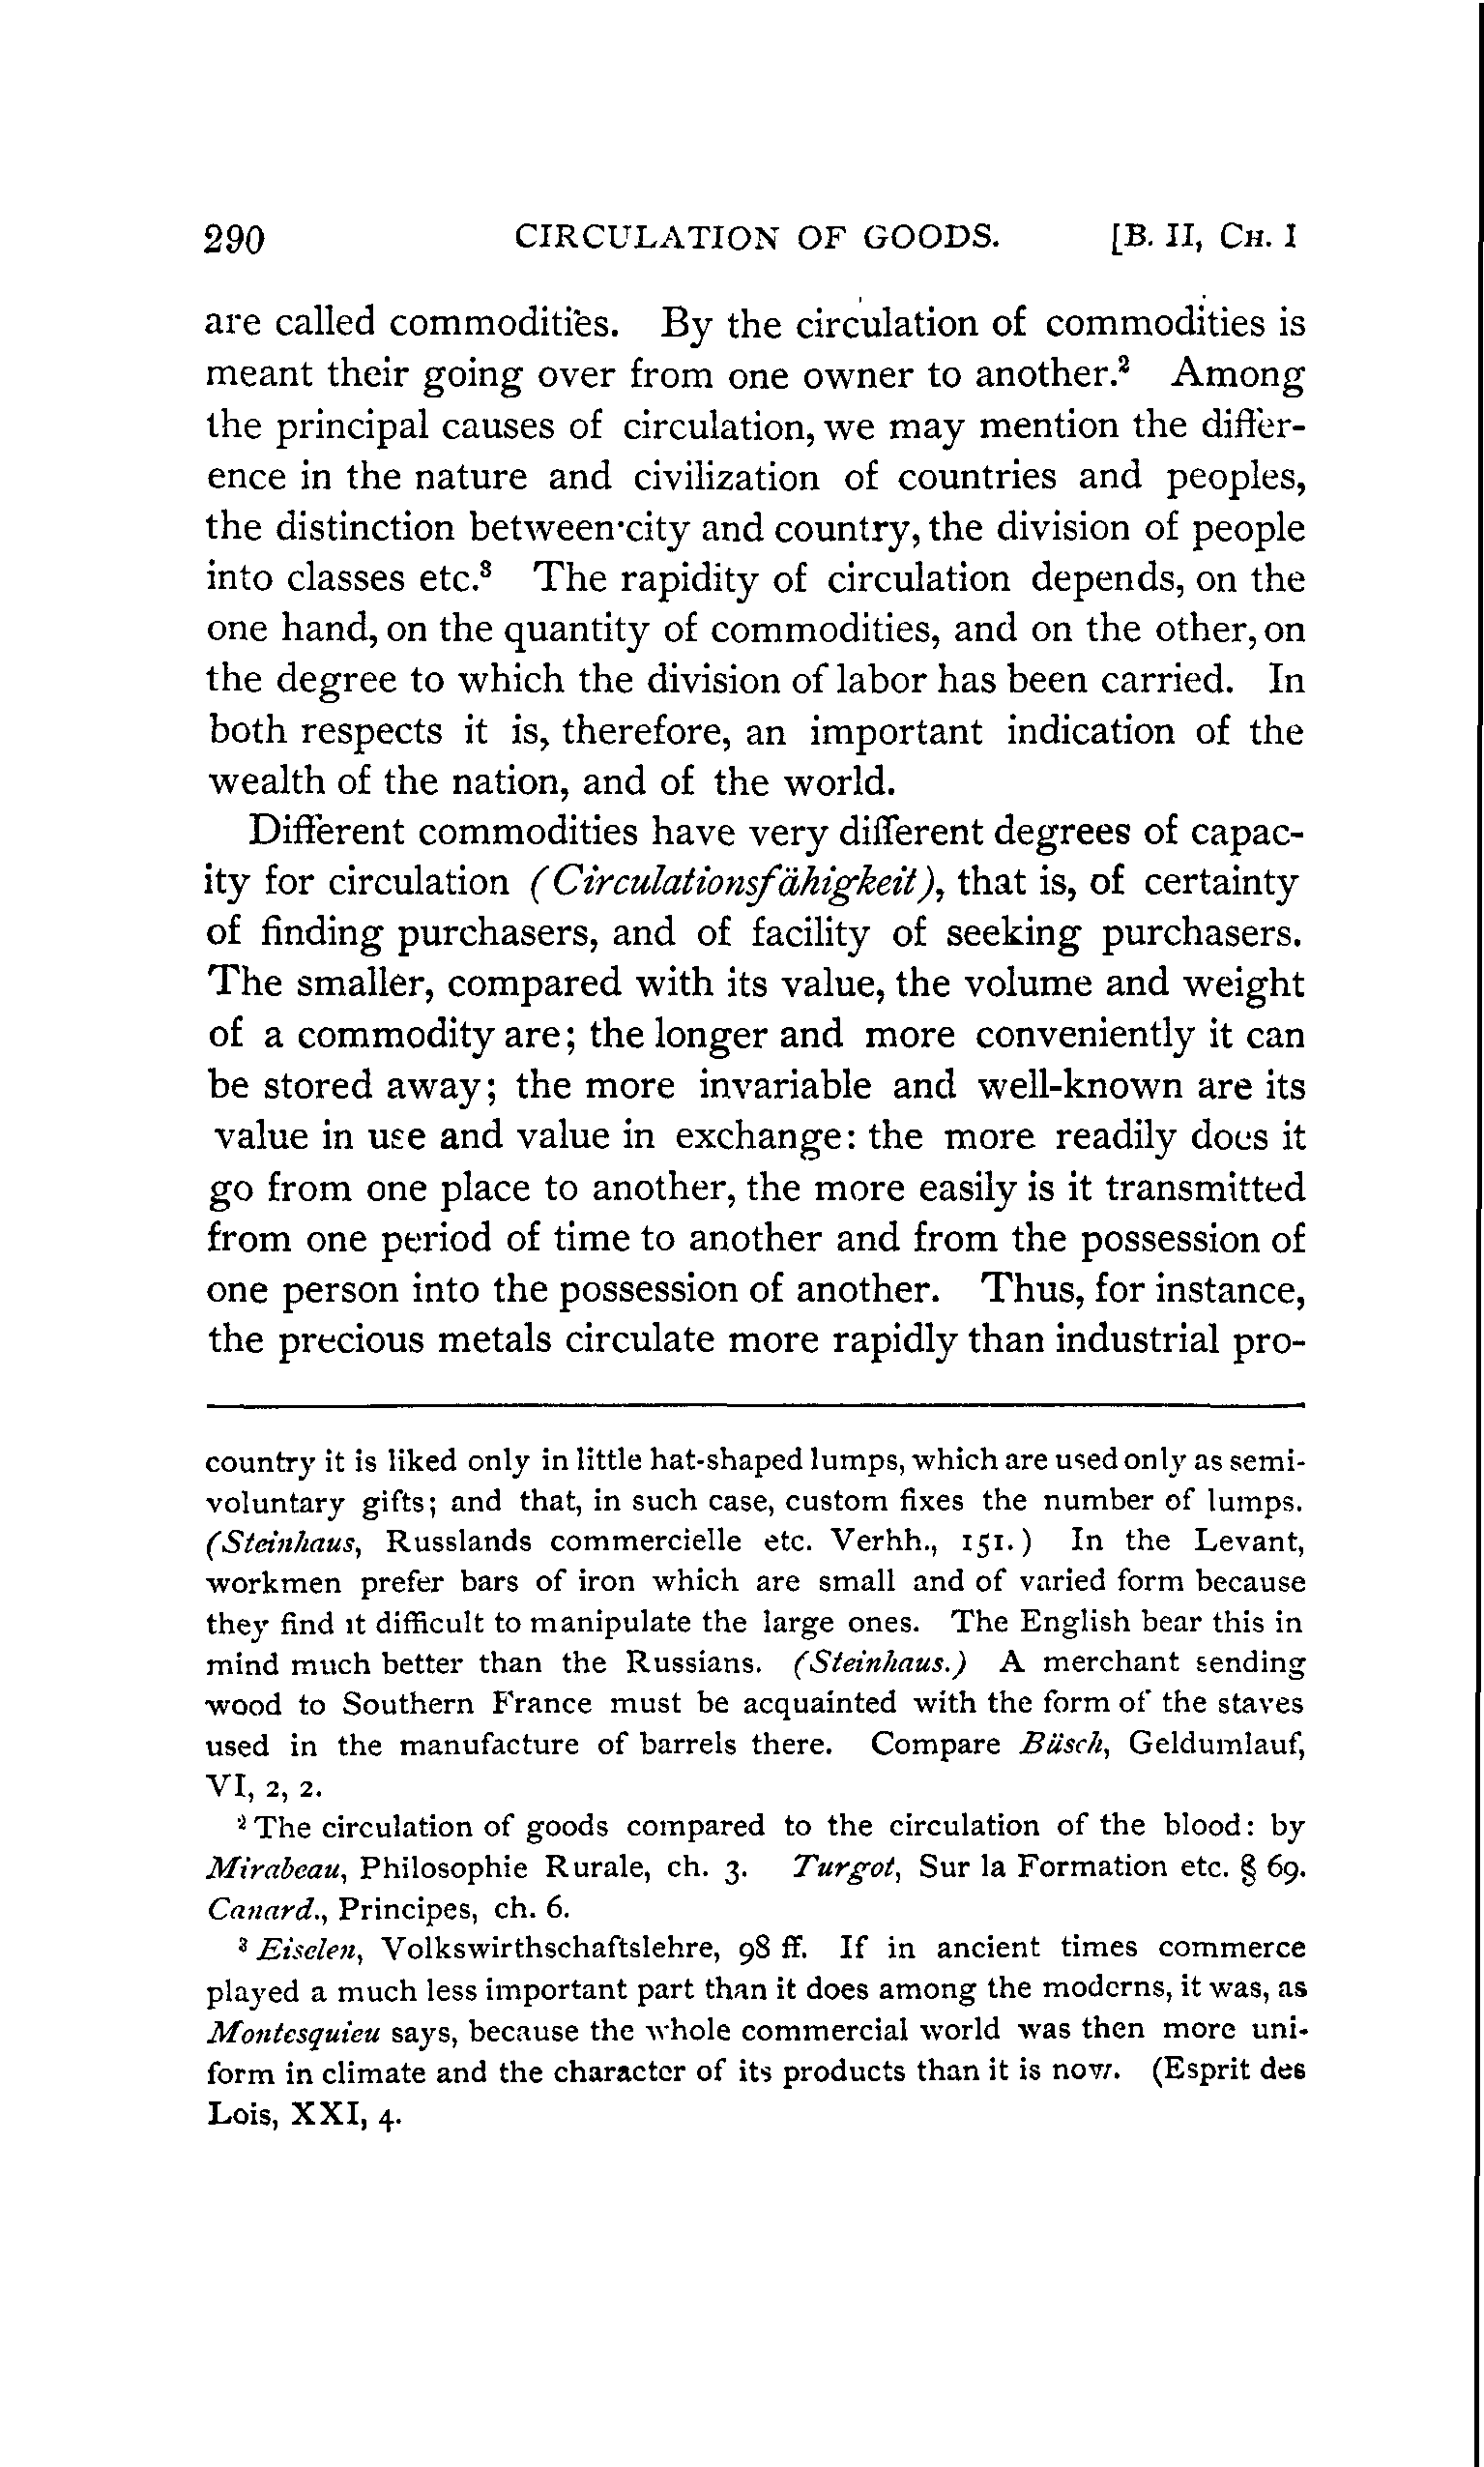 290 CIRCULATION OF GOODS. [B. II, CH. I
are called commodities. By the circulation of commodities is
meant their going over from one owner to another.² Among
the principal causes of circulation, we may mention the differ-
ence in the nature and civilization of countries and peoples,
the distinction between city and country, the division of people
into classes etc.³ The rapidity of circulation depends, on the
one hand, on the quantity of commodities, and on the other, on
the degree to which the division of labor has been carried. In
both respects it is, therefore, an important indication of the
wealth of the nation, and of the world.
Different commodities have very different degrees of capac-
ity for circulation (Circulationsfähigkeit), that is, of certainty
of finding purchasers, and of facility of seeking purchasers.
The smaller, compared with its value, the volume and weight
of a commodity are; the longer and more conveniently it can
be stored away; the more invariable and well-known are its
value in use and value in exchange: the more readily does it
go from one place to another, the more easily is it transmitted
from one period of time to another and from the possession of
one person into the possession of another. Thus, for instance,
the precious metals circulate more rapidly than industrial pro-
country it is liked only in little hat-shaped lumps, which are used only as semi-
voluntary gifts; and that, in such case, custom fixes the number of lumps.
(Steinhaus, Russlands commercielle etc. Verhh., 151.) In the Levant,
workmen prefer bars of iron which are small and of varied form because
they find it difficult to manipulate the large ones. The English bear this in
mind much better than the Russians. (Steinhaus.) A merchant sending
wood to Southern France must be acquainted with the form of the staves
used in the manufacture of barrels there. Compare Büsch, Geldumlauf,
VI, 2, 2.
² The circulation of goods compared to the circulation of the blood: by
Mirabeau, Philosophie Rurale, ch. 3. Turgot, Sur la Formation etc. § 69.
Canard., Principes, ch. 6.
³ Eiselen, Volkswirthschaftslehre, 98 ff. If in ancient times commerce
played a much less important part than it does among the moderns, it was, as
Montesquieu says, because the whole commercial world was then more uni-
form in climate and the character of its products than it is now. (Esprit des
Lois, XXI, 4.